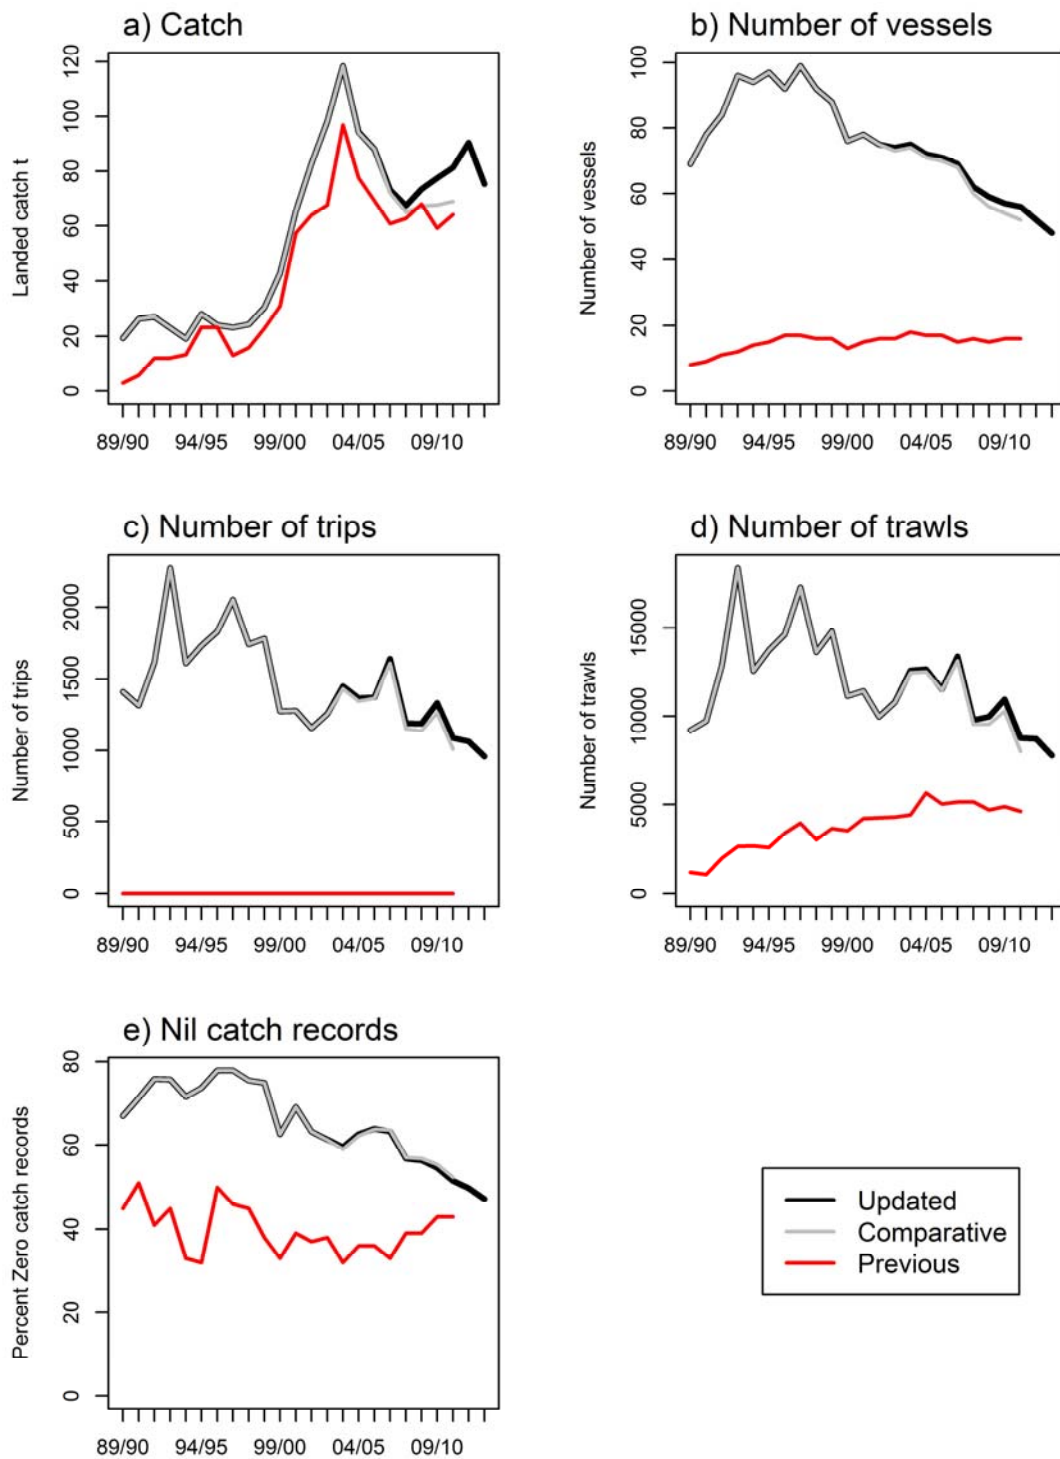 a) Catch
Landed catch t
0 20 40 60 80 100 120
89/90 94/95 99/00 04/05 09/10
b) Number of vessels
Number of vessels
0 20 40 60 80 100
89/90 94/95 99/00 04/05 09/10
c) Number of trips
Number of trips
0 500 1000 1500 2000
89/90 94/95 99/00 04/05 09/10
d) Number of trawls
Number of trawls
0 5000 10000 15000
89/90 94/95 99/00 04/05 09/10
e) Nil catch records
Percent Zero catch records
0 20 40 60 80
89/90 94/95 99/00 04/05 09/10
Updated
Comparative
Previous